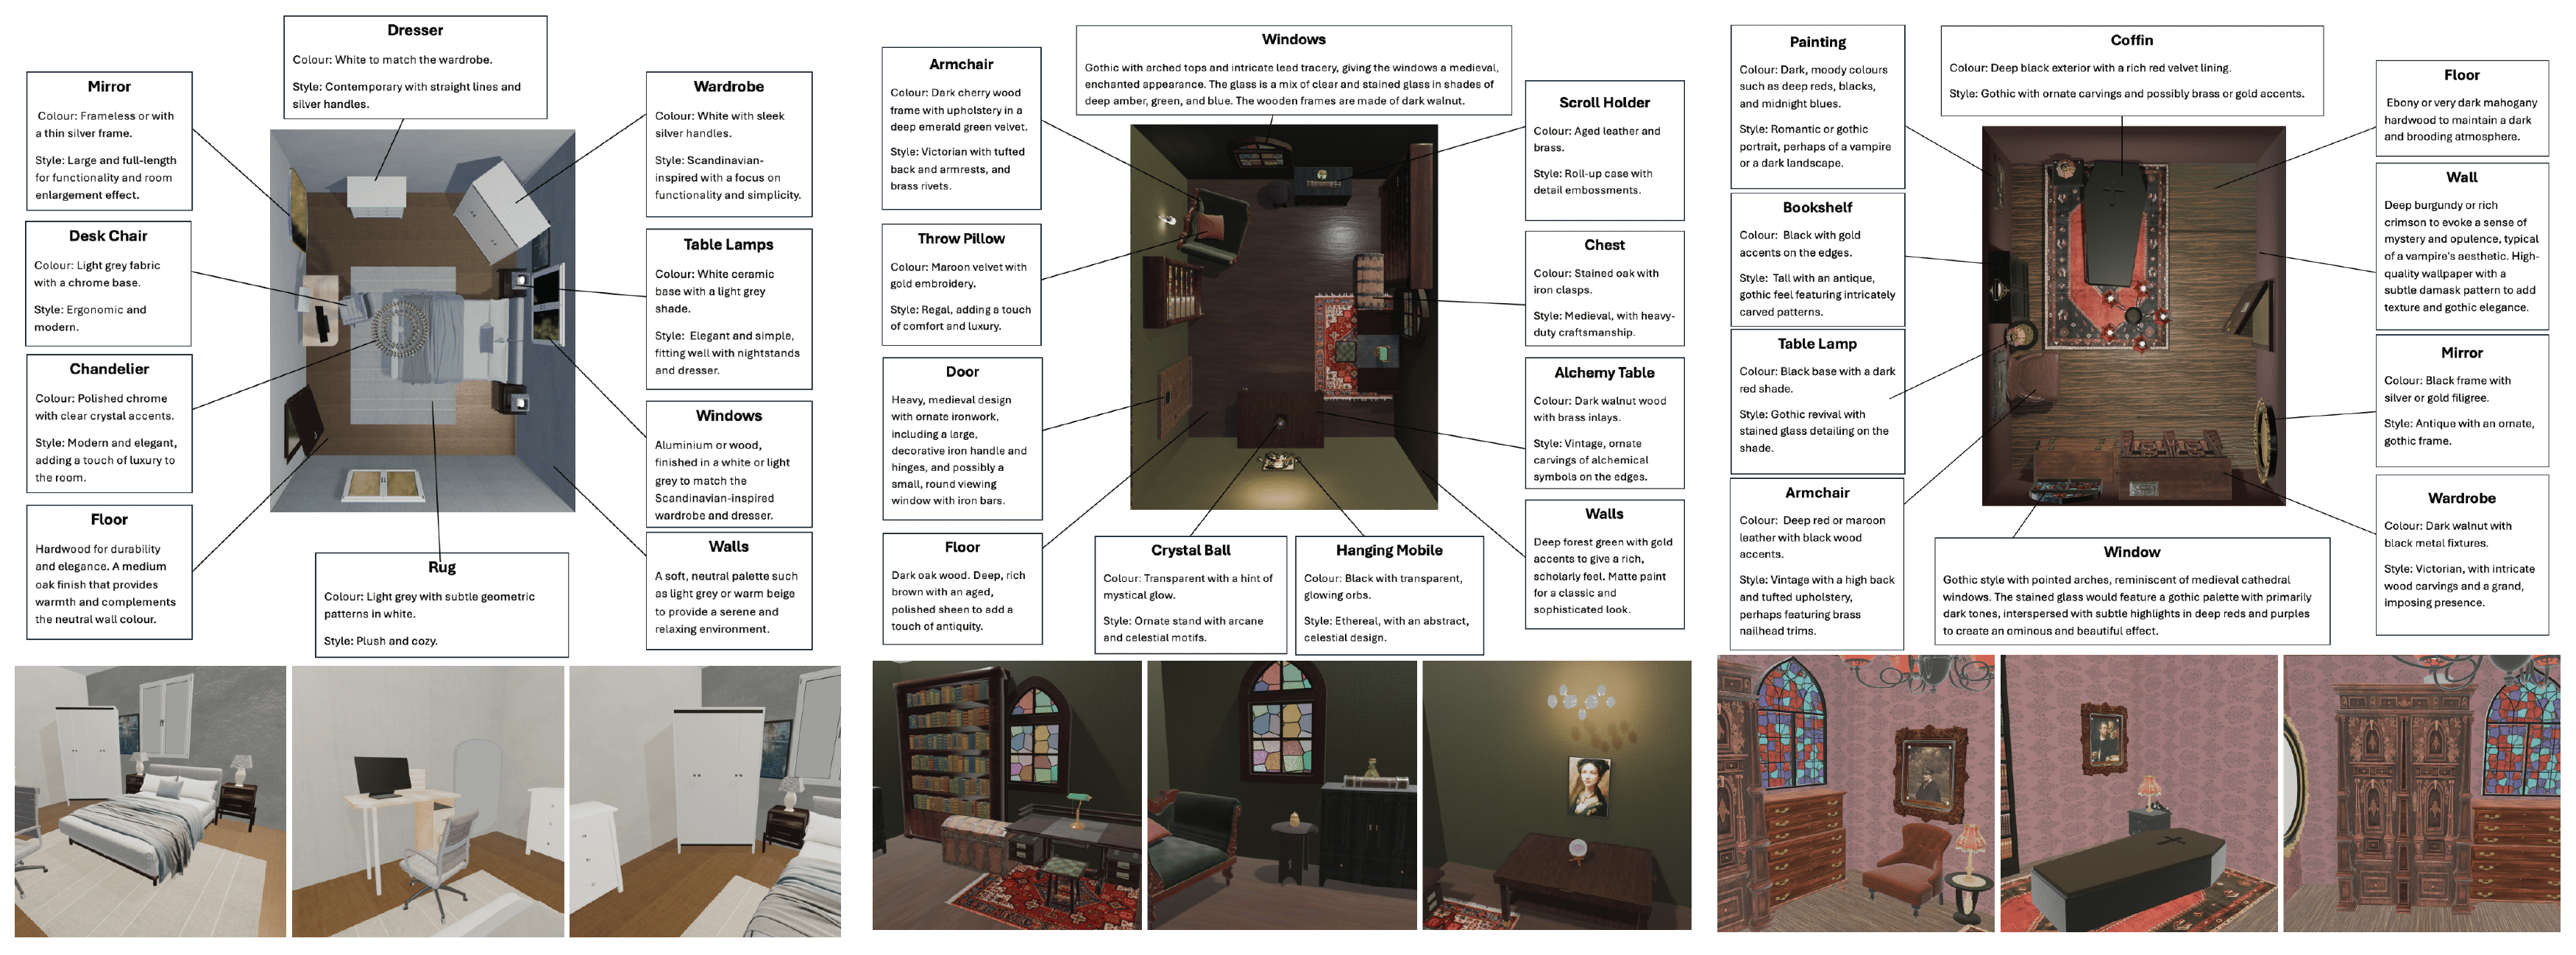 Dresser
Colour: White to match the wardrobe.
Style: Contemporary with straight lines and
silver handles.
Mirror
Colour: Frameless or with
a thin silver frame.
Style: Large and full-length
for functionality and room
enlargement effect.
Desk Chair
Colour: Light grey fabric
with a chrome base.
Style: Ergonomic and
modern.
Chandelier
Colour: Polished chrome
with clear crystal accents.
Style: Modern and elegant,
adding a touch of luxury to
the room.
Floor
Hardwood for durability
and elegance. A medium
oak finish that provides
warmth and complements
the neutral wall colour.
Rug
Colour: Light grey with subtle geometric
patterns in white.
Style: Plush and cozy.
Wardrobe
Colour: White with sleek
silver handles.
Style: Scandinavian-
inspired with a focus on
functionality and simplicity.
Table Lamps
Colour: White ceramic
base with a light grey
shade.
Style: Elegant and simple,
fitting well with nightstands
and dresser.
Windows
Aluminium or wood,
finished in a white or light
grey to match the
Scandinavian-inspired
wardrobe and dresser.
Walls
A soft, neutral palette such
as light grey or warm beige
to provide a serene and
relaxing environment.
Windows
Gothic with arched tops and intricate lead tracery, giving the windows a medieval,
enchanted appearance. The glass is a mix of clear and stained glass in shades of
deep amber, green, and blue. The wooden frames are made of dark walnut.
Armchair
Colour: Dark cherry wood
frame with upholstery in a
deep emerald green velvet.
Style: Victorian with tufted
back and armrests, and
brass rivets.
Throw Pillow
Colour: Maroon velvet with
gold embroidery.
Style: Regal, adding a touch
of comfort and luxury.
Door
Heavy, medieval design
with ornate ironwork,
including a large,
decorative iron handle and
hinges, and possibly a
small, round viewing
window with iron bars.
Floor
Dark oak wood. Deep, rich
brown with an aged,
polished sheen to add a
touch of antiquity.
Crystal Ball
Colour: Transparent with a hint of
mystical glow.
Style: Ornate stand with arcane
and celestial motifs.
Hanging Mobile
Colour: Black with transparent,
glowing orbs.
Style: Ethereal, with an abstract,
celestial design.
Scroll Holder
Colour: Aged leather and
brass.
Style: Roll-up case with
detail embossments.
Chest
Colour: Stained oak with
iron clasps.
Style: Medieval, with heavy-
duty craftsmanship.
Alchemy Table
Colour: Dark walnut wood
with brass inlays.
Style: Vintage, ornate
carvings of alchemical
symbols on the edges.
Walls
Deep forest green with gold
accents to give a rich,
scholarly feel. Matte paint
for a classic and
sophisticated look.
Painting
Colour: Dark, moody colours
such as deep reds, blacks,
and midnight blues.
Style: Romantic or gothic
portrait, perhaps of a vampire
or a dark landscape.
Bookshelf
Colour: Black with gold
accents on the edges.
Style: Tall with an antique,
gothic feel featuring intricately
carved patterns.
Table Lamp
Colour: Black base with a dark
red shade.
Style: Gothic revival with
stained glass detailing on the
shade.
Armchair
Colour: Deep red or maroon
leather with black wood
accents.
Style: Vintage with a high back
and tufted upholstery,
perhaps featuring brass
nailhead trims.
Coffin
Colour: Deep black exterior with a rich red velvet lining.
Style: Gothic with ornate carvings and possibly brass or gold accents.
Window
Gothic style with pointed arches, reminiscent of medieval cathedral
windows. The stained glass would feature a gothic palette with primarily
dark tones, interspersed with subtle highlights in deep reds and purples
to create an ominous and beautiful effect.
Floor
Ebony or very dark mahogany
hardwood to maintain a dark
and brooding atmosphere.
Wall
Deep burgundy or rich
crimson to evoke a sense of
mystery and opulence, typical
of a vampire's aesthetic. High-
quality wallpaper with a
subtle damask pattern to add
texture and gothic elegance.
Mirror
Colour: Black frame with
silver or gold filigree.
Style: Antique with an ornate,
gothic frame.
Wardrobe
Colour: Dark walnut with
black metal fixtures.
Style: Victorian, with intricate
wood carvings and a grand,
imposing presence.